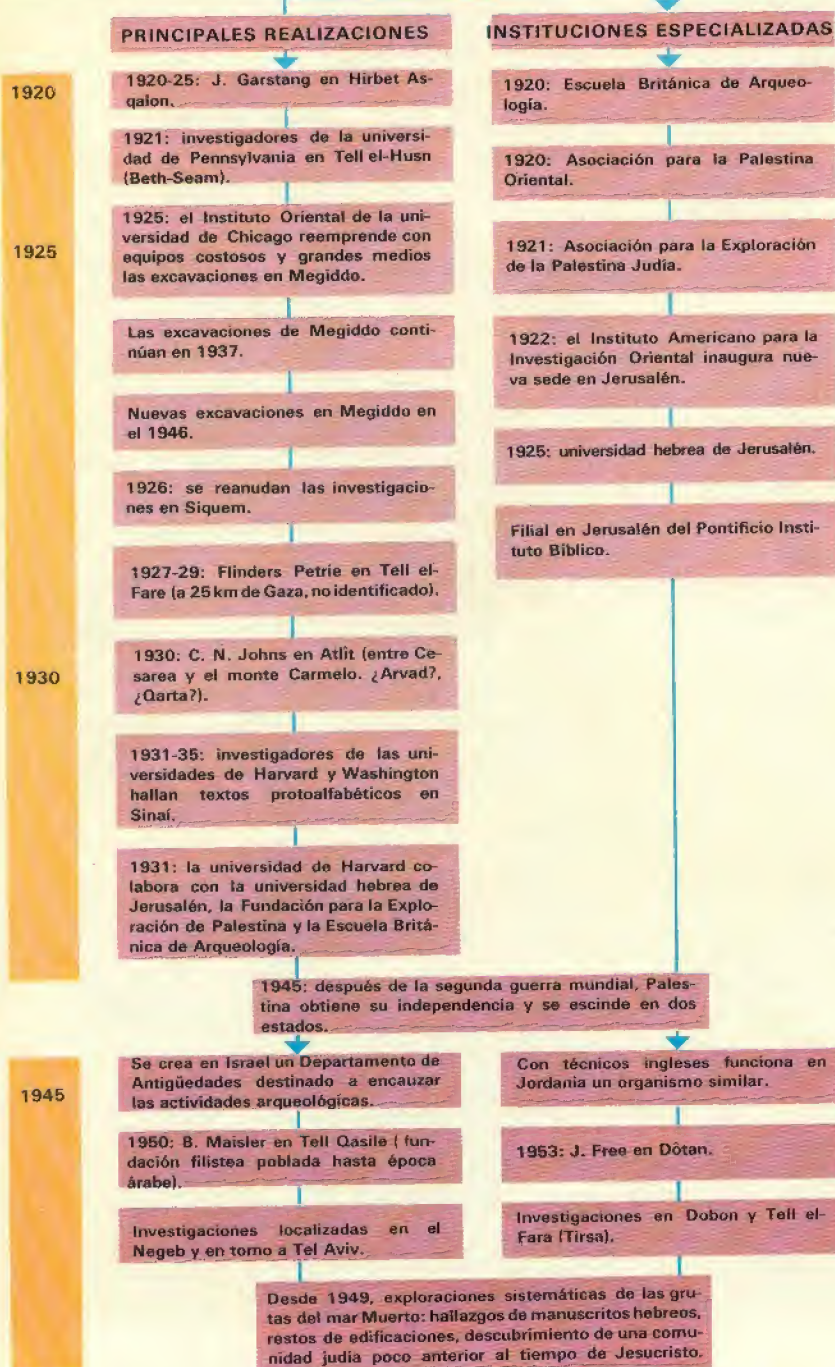 PRINCIPALES REALIZACIONES
1920
1920-25: J. Garstang en Hirbet As-
qalon.
1921: investigadores de la universi-
dad de Pennsylvania en Tell el-Husn
(Beth-Seam).
1925
1925: el Instituto Oriental de la uni-
versidad de Chicago reemprende con
equipos costosos y grandes medios
las excavaciones en Megiddo.
Las excavaciones de Megiddo conti-
núan en 1937.
Nuevas excavaciones en Megiddo en
el 1946.
1926: se reanudan las investigacio-
nes en Siquem.
1927-29: Flinders Petrie en Tell el-
Fare (a 25 km de Gaza, no identificado).
1930
1930: C. N. Johns en Atlît (entre Ce-
sarea y el monte Carmelo. ¿Arvad?,
¿Qarta?).
1931-35: investigadores de las uni-
versidades de Harvard y Washington
hallan textos protoalfabéticos en
Sinaí.
1931: la universidad de Harvard co-
labora con la universidad hebrea de
Jerusalén, la Fundación para la Explo-
ración de Palestina y la Escuela Britá-
nica de Arqueología.
INSTITUCIONES ESPECIALIZADAS
1920: Escuela Británica de Arqueo-
logía.
1920: Asociación para la Palestina
Oriental.
1921: Asociación para la Exploración
de la Palestina Judía.
1922: el Instituto Americano para la
Investigación Oriental inaugura nue-
va sede en Jerusalén.
1925: universidad hebrea de Jerusalén.
Filial en Jerusalén del Pontificio Insti-
tuto Bíblico.
1945: después de la segunda guerra mundial, Pales-
tina obtiene su independencia y se escinde en dos
estados.
1945
Se crea en Israel un Departamento de
Antigüedades destinado a encauzar
las actividades arqueológicas.
1950: B. Maisler en Tell Qasile (fun-
dación filistea poblada hasta época
árabe).
Investigaciones localizadas en el
Negeb y en torno a Tel Aviv.
Con técnicos ingleses funciona en
Jordania un organismo similar.
1953: J. Free en Dôtan.
Investigaciones en Dobon y Tell el-
Fara (Tirsa).
Desde 1949, exploraciones sistemáticas de las gru-
tas del mar Muerto: hallazgos de manuscritos hebreos,
restos de edificaciones, descubrimiento de una comu-
nidad judía poco anterior al tiempo de Jesucristo.